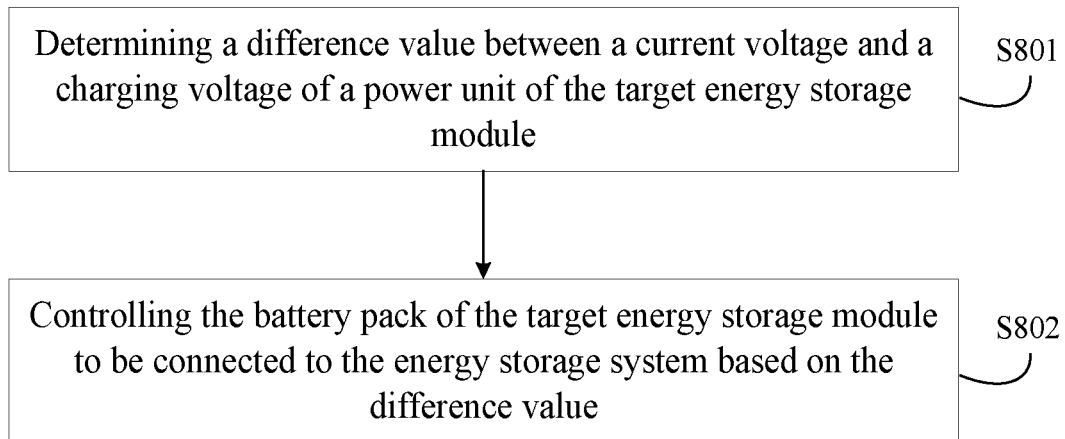 Determining a difference value between a current voltage and a
charging voltage of a power unit of the target energy storage
module
S801
Controlling the battery pack of the target energy storage module
to be connected to the energy storage system based on the
difference value
S802